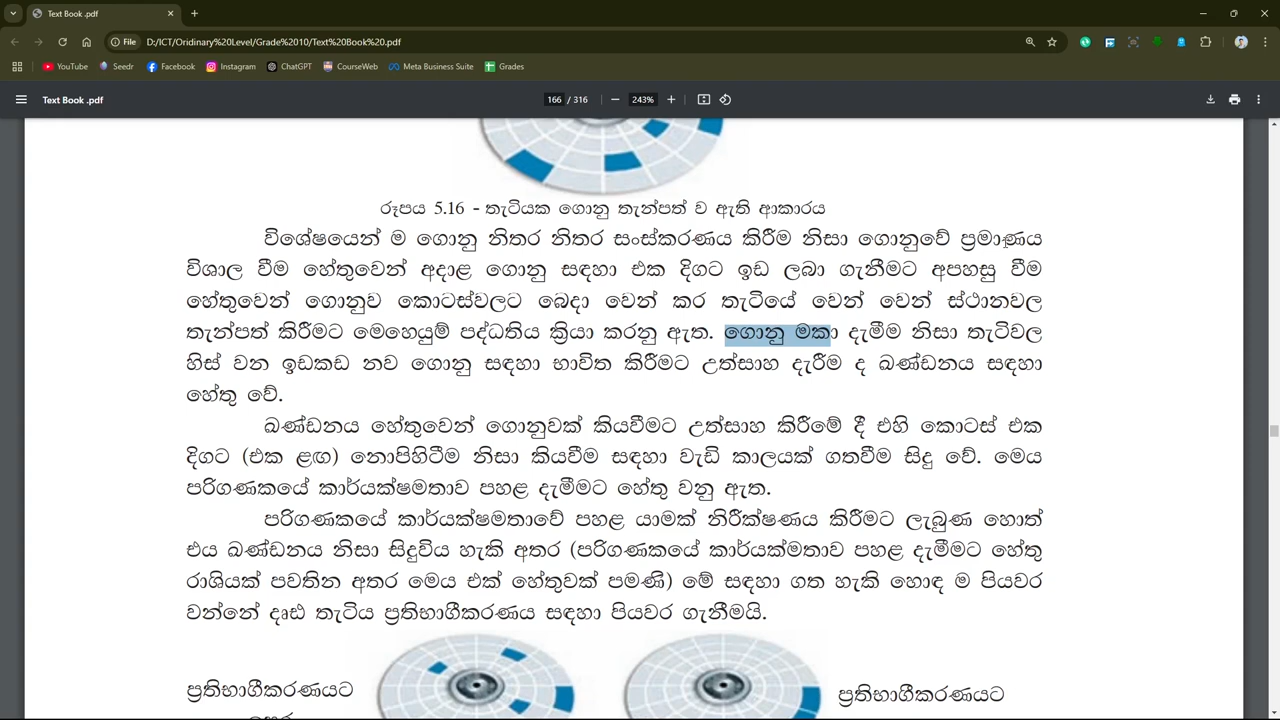 Text Book .pdf
File D:/ICT/Oridinary%20Level/Grade%2010/Text%20Book%20.pdf
YouTube Seedr Facebook Instagram ChatGPT CourseWeb Meta Business Suite Grades
Text Book .pdf 166 / 316 243%
රූපය 5.16 - තැටියක ගොනු තැන්පත් ව ඇති ආකාරය
විශේෂයෙන් ම ගොනු නිතර නිතර සංස්කරණය කිරීම නිසා ගොනුවේ ප්‍රමාණය
විශාල වීම හේතුවෙන් අදාළ ගොනු සඳහා එක දිගට ඉඩ ලබා ගැනීමට අපහසු වීම
හේතුවෙන් ගොනුව කොටස්වලට බෙදා වෙන් කර තැටියේ වෙන් වෙන් ස්ථානවල
තැන්පත් කිරීමට මෙහෙයුම් පද්ධතිය ක්‍රියා කරනු ඇත. ගොනු මකා දැමීම නිසා තැටිවල
හිස් වන ඉඩකඩ නව ගොනු සඳහා භාවිත කිරීමට උත්සාහ දැරීම ද ඛණ්ඩනය සඳහා
හේතු වේ.
ඛණ්ඩනය හේතුවෙන් ගොනුවක් කියවීමට උත්සාහ කිරීමේ දී එහි කොටස් එක
දිගට (එක ළඟ) නොපිහිටීම නිසා කියවීම සඳහා වැඩි කාලයක් ගතවීම සිදු වේ. මෙය
පරිගණකයේ කාර්යක්ෂමතාව පහළ දැමීමට හේතු වනු ඇත.
පරිගණකයේ කාර්යක්ෂමතාවේ පහළ යාමක් නිරීක්ෂණය කිරීමට ලැබුණ හොත්
එය ඛණ්ඩනය නිසා සිදුවිය හැකි අතර (පරිගණකයේ කාර්යක්මතාව පහළ දැමීමට හේතු
රාශියක් පවතින අතර මෙය එක් හේතුවක් පමණි) මේ සඳහා ගත හැකි හොඳ ම පියවර
වන්නේ දෘඪ තැටිය ප්‍රතිභාගීකරණය සඳහා පියවර ගැනීමයි.
ප්‍රතිභාගීකරණයට ප්‍රතිභාගීකරණයට